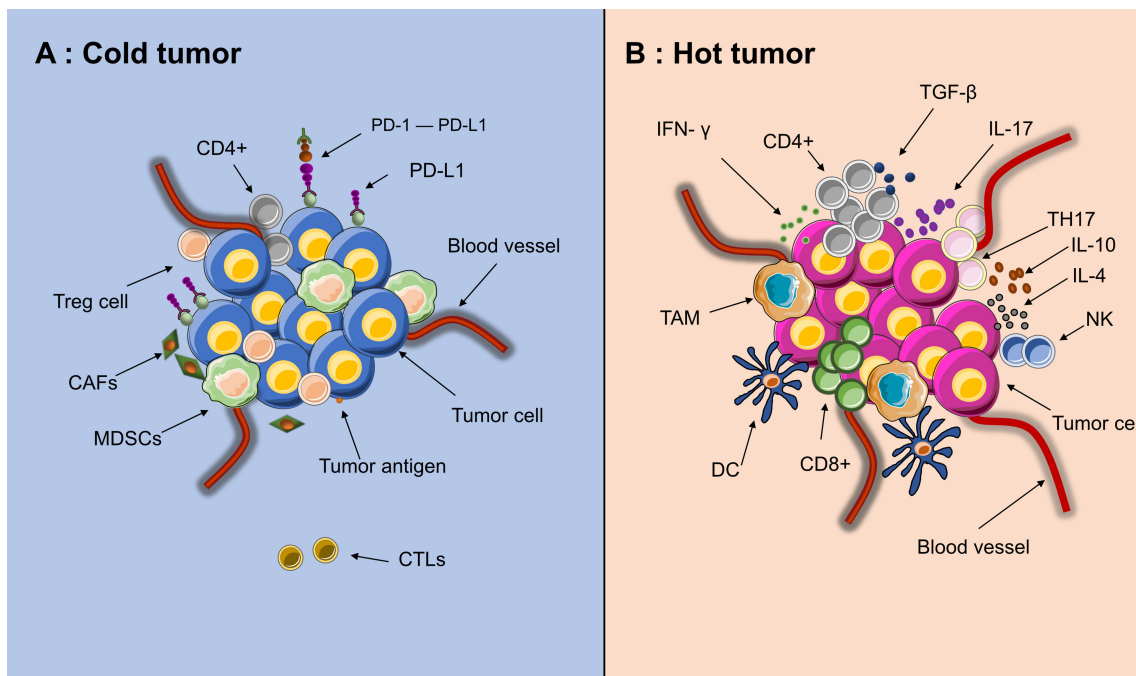 A : Cold tumor
PD-1 — PD-L1
CD4+
PD-L1
Blood vessel
Treg cell
CAFs
Tumor cell
MDSCs
Tumor antigen
CTLs
B : Hot tumor
TGF-β
IFN- γ
CD4+
IL-17
TH17
IL-10
IL-4
TAM
NK
Tumor ce
DC
CD8+
Blood vessel